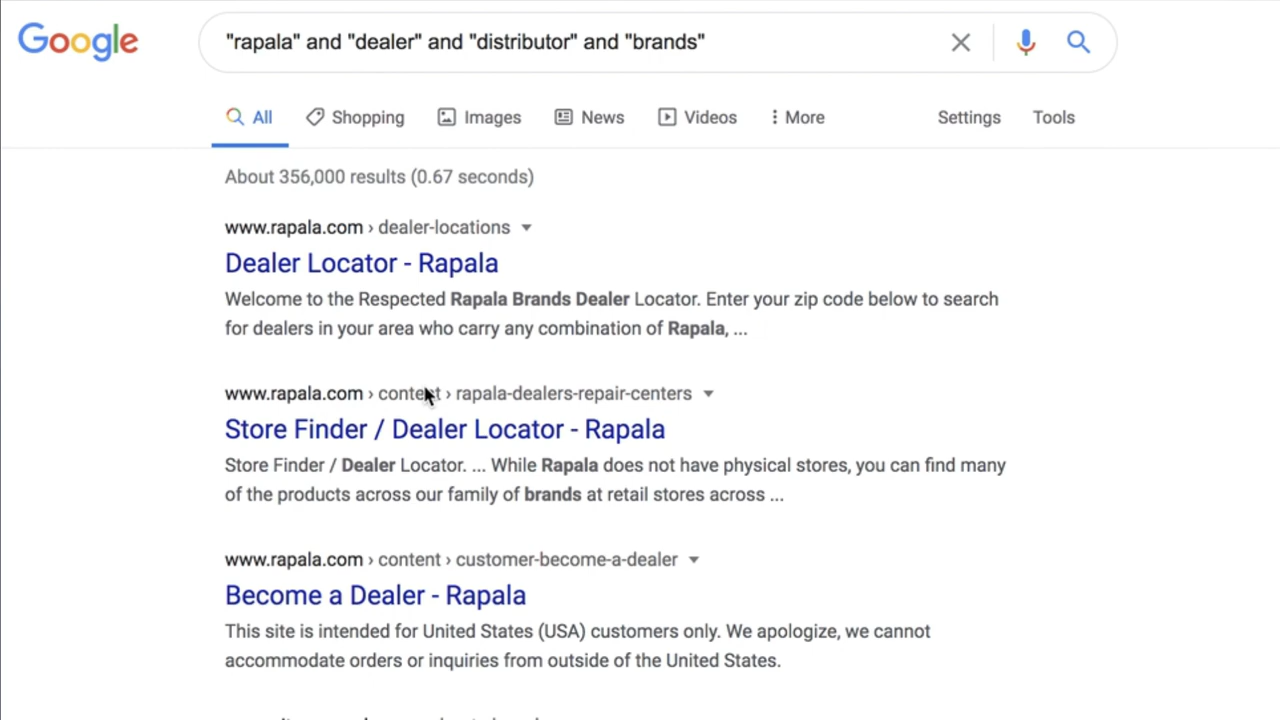 Google
"rapala" and "dealer" and "distributor" and "brands"
All Shopping Images News Videos More Settings Tools
About 356,000 results (0.67 seconds)
www.rapala.com › dealer-locations
Dealer Locator - Rapala
Welcome to the Respected Rapala Brands Dealer Locator. Enter your zip code below to search
for dealers in your area who carry any combination of Rapala, ...
www.rapala.com › content › rapala-dealers-repair-centers
Store Finder / Dealer Locator - Rapala
Store Finder / Dealer Locator. ... While Rapala does not have physical stores, you can find many
of the products across our family of brands at retail stores across ...
www.rapala.com › content › customer-become-a-dealer
Become a Dealer - Rapala
This site is intended for United States (USA) customers only. We apologize, we cannot
accommodate orders or inquiries from outside of the United States.